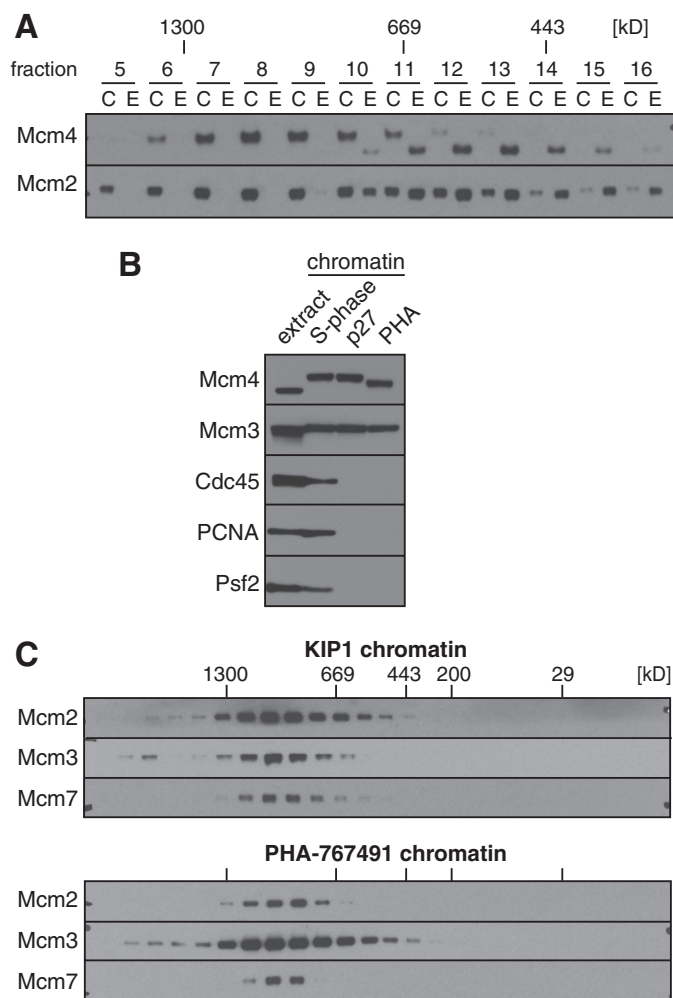 A
1300 669 443 [kD]
fraction 5 6 7 8 9 10 11 12 13 14 15 16
C E C E C E C E C E C E C E C E C E C E C E C E
Mcm4
Mcm2
B
chromatin
extract S-phase p27 PHA
Mcm4
Mcm3
Cdc45
PCNA
Psf2
C
KIP1 chromatin
1300 669 443 200 29 [kD]
Mcm2
Mcm3
Mcm7
PHA-767491 chromatin
Mcm2
Mcm3
Mcm7